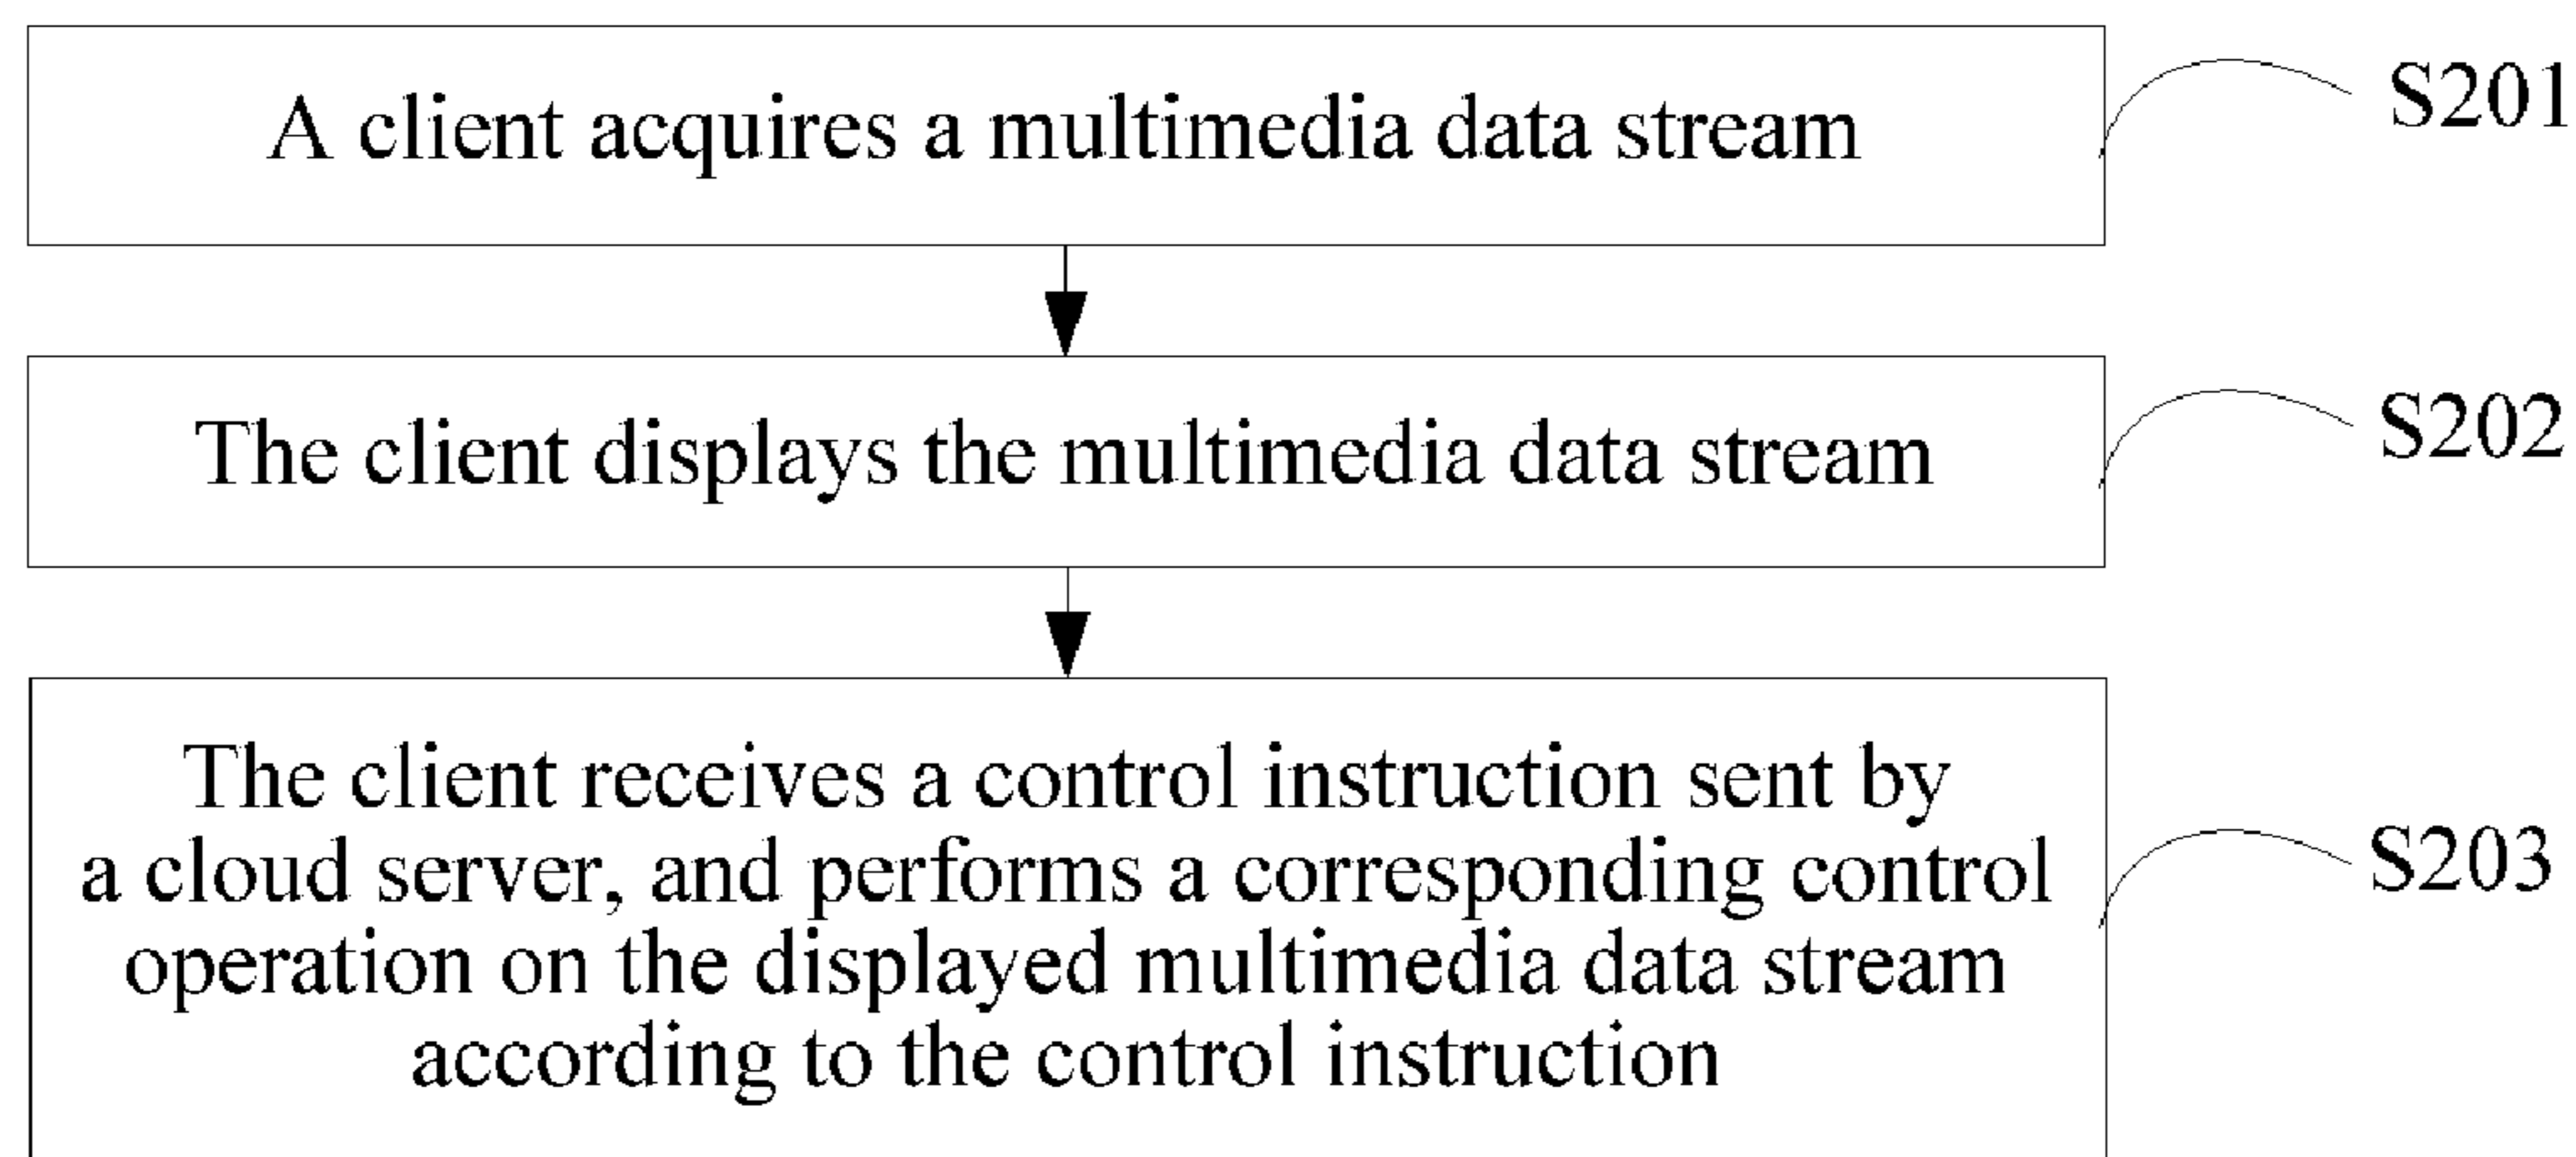 A client acquires a multimedia data stream
S201
The client displays the multimedia data stream
S202
The client receives a control instruction sent by
a cloud server, and performs a corresponding control
operation on the displayed multimedia data stream
according to the control instruction
S203